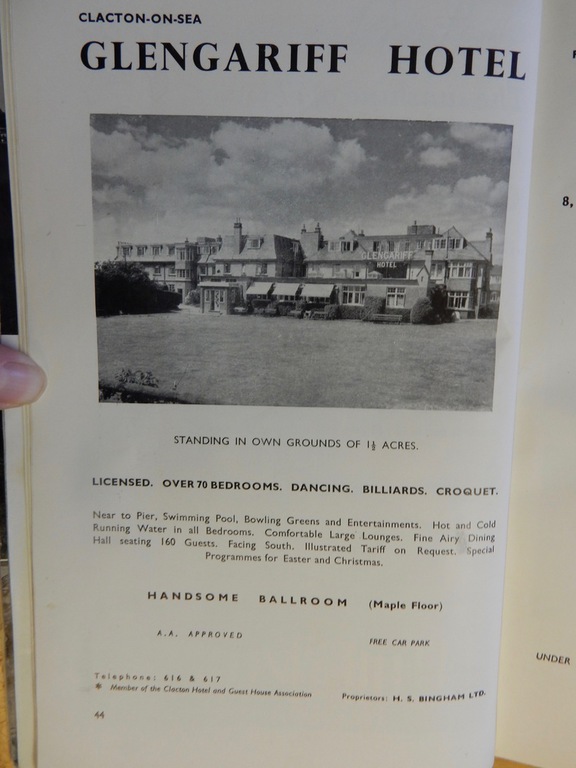 CLACTON-ON-SEA
GLENGARIFF HOTEL
GLENGARIFF
HOTEL
STANDING IN OWN GROUNDS OF 1½ ACRES.
LICENSED. OVER 70 BEDROOMS. DANCING. BILLIARDS. CROQUET.
Near to Pier, Swimming Pool, Bowling Greens and Entertainments. Hot and Cold
Running Water in all Bedrooms. Comfortable Large Lounges. Fine Airy Dining
Hall seating 160 Guests. Facing South. Illustrated Tariff on Request. Special
Programmes for Easter and Christmas.
HANDSOME BALLROOM (Maple Floor)
A.A. APPROVED FREE CAR PARK
Telephone: 616 & 617
* Member of the Clacton Hotel and Guest House Association
Proprietors: H. S. BINGHAM LTD.
44
8,
UNDER